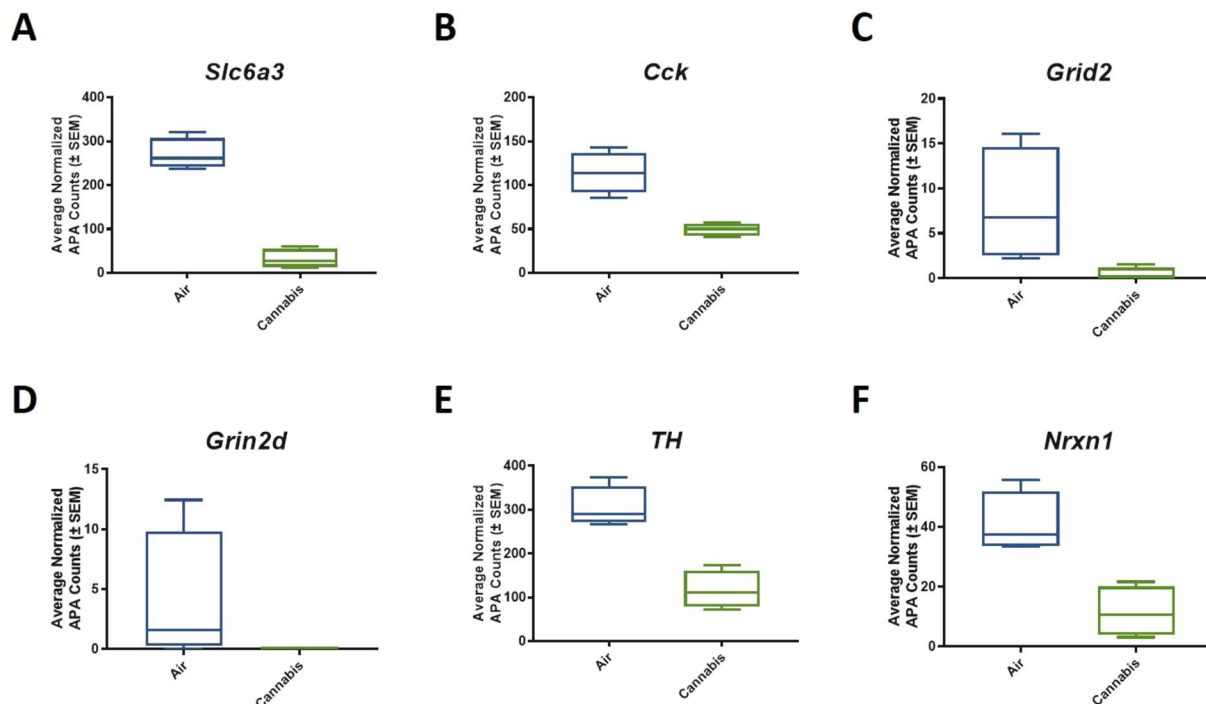 A
Slc6a3
Average Normalized
APA Counts (± SEM)
400
300
200
100
0
Air
Cannabis
B
Cck
Average Normalized
APA Counts (± SEM)
200
150
100
50
0
Air
Cannabis
C
Grid2
Average Normalized
APA Counts (± SEM)
20
15
10
5
0
Air
Cannabis
D
Grin2d
Average Normalized
APA Counts (± SEM)
15
10
5
0
Air
Cannabis
E
TH
Average Normalized
APA Counts (± SEM)
400
300
200
100
0
Air
Cannabis
F
Nrxn1
Average Normalized
APA Counts (± SEM)
60
40
20
0
Air
Cannabis